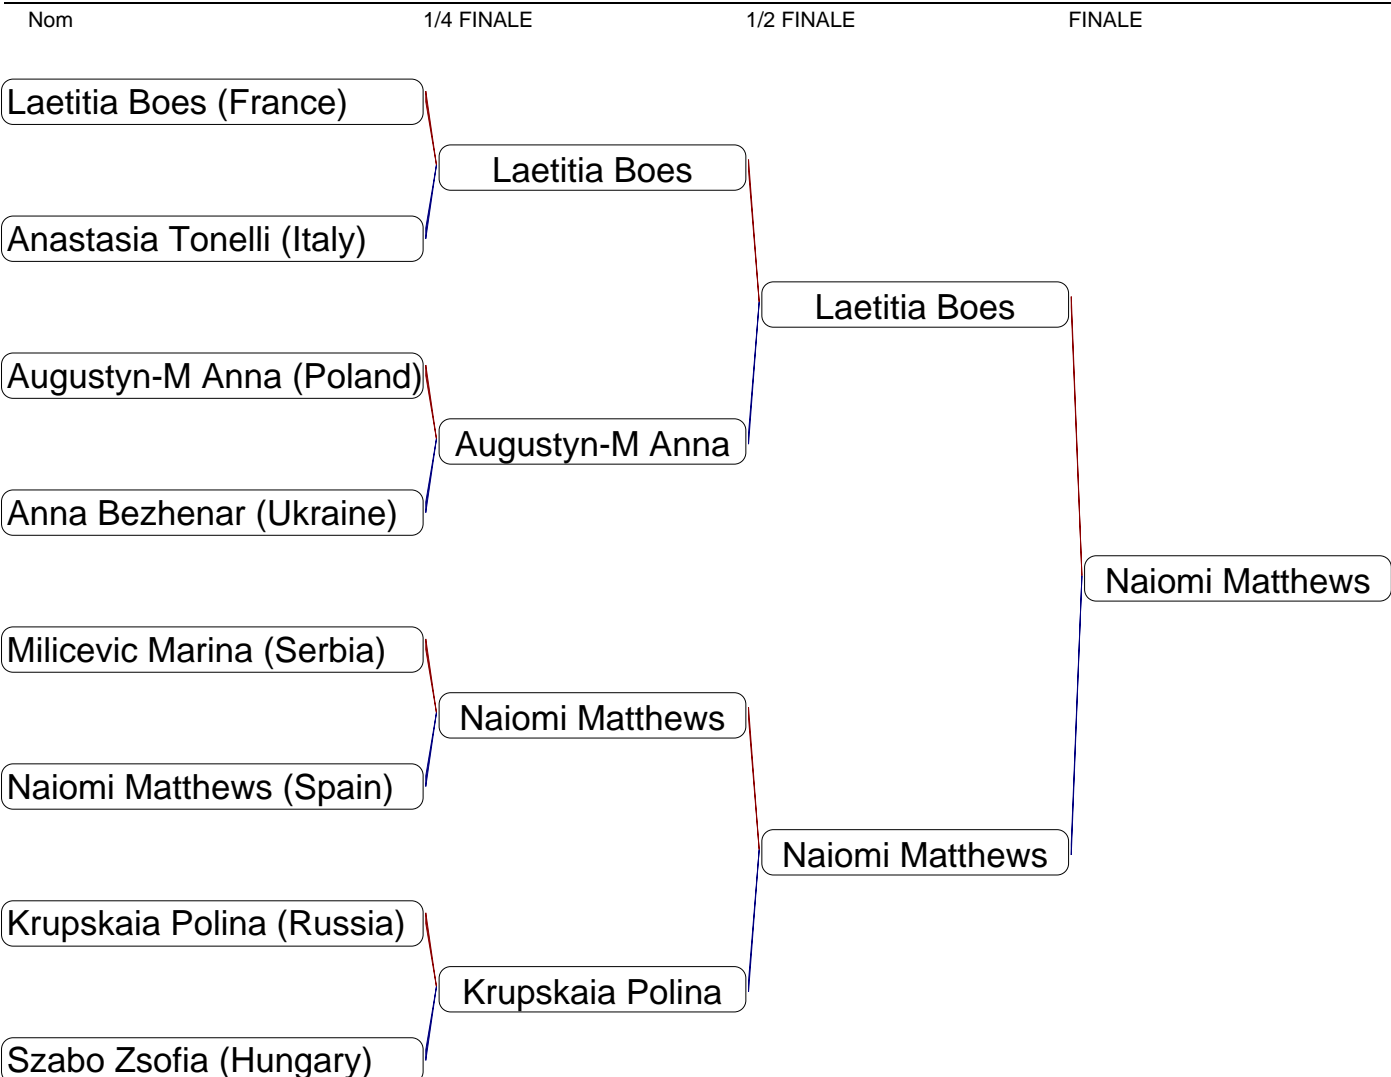 Nom 1/4 FINALE 1/2 FINALE FINALE
Laetitia Boes (France)
Laetitia Boes
Anastasia Tonelli (Italy)
Laetitia Boes
Augustyn-M Anna (Poland)
Augustyn-M Anna
Anna Bezhenar (Ukraine)
Naiomi Matthews
Milicevic Marina (Serbia)
Naiomi Matthews
Naiomi Matthews (Spain)
Naiomi Matthews
Krupskaia Polina (Russia)
Krupskaia Polina
Szabo Zsofia (Hungary)